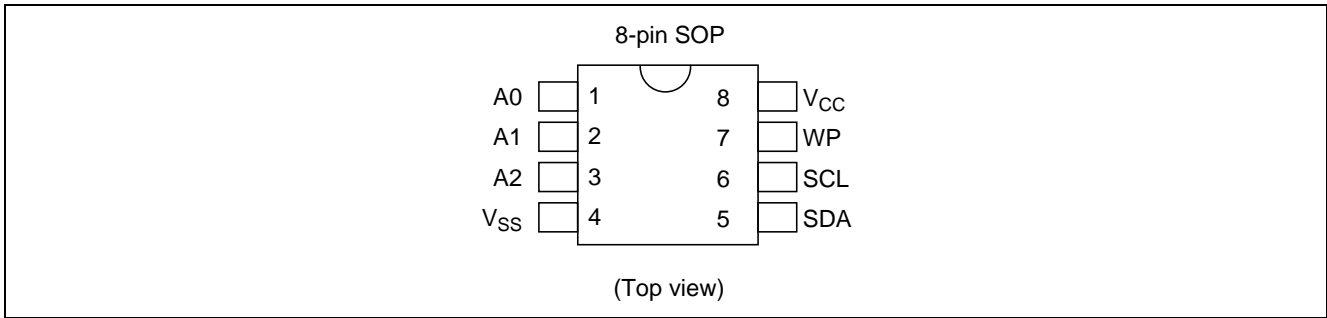 8-pin SOP
A0 1 8 VCC
A1 2 7 WP
A2 3 6 SCL
VSS 4 5 SDA
(Top view)